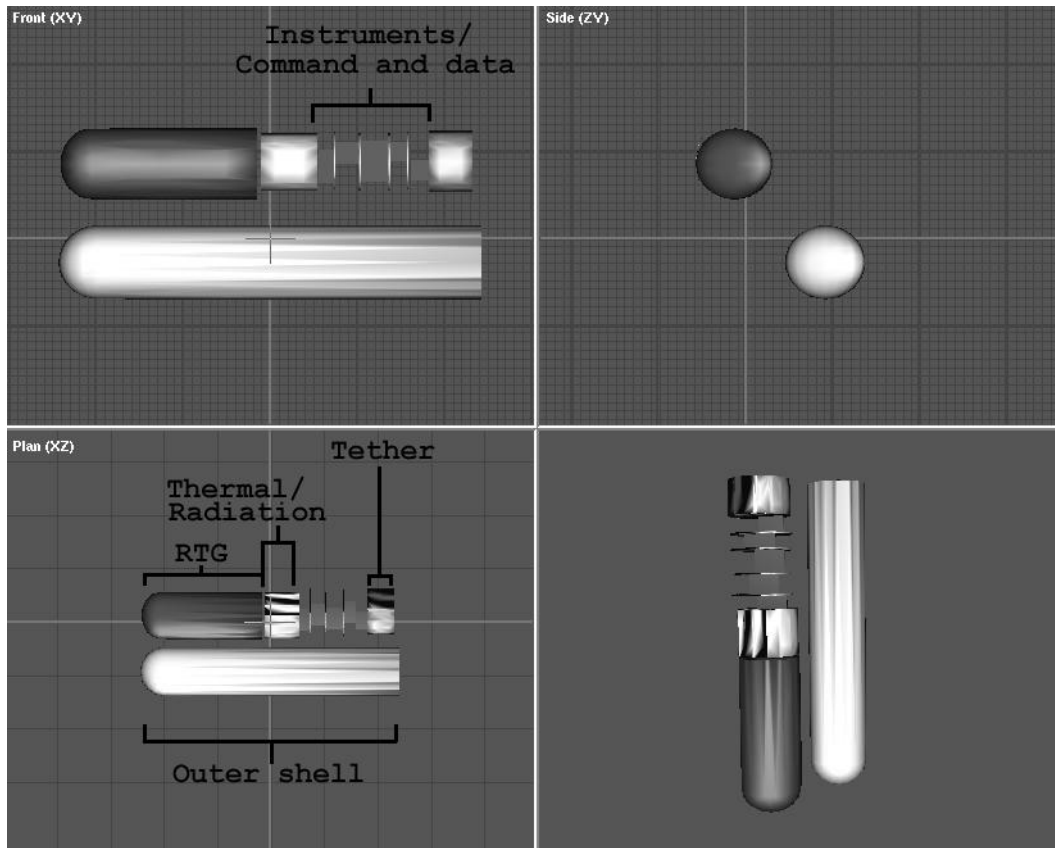 Front (XY)
Instruments/
Command and data
Side (ZY)
Plan (XZ)
Tether
Thermal/
Radiation
RTG
Outer shell